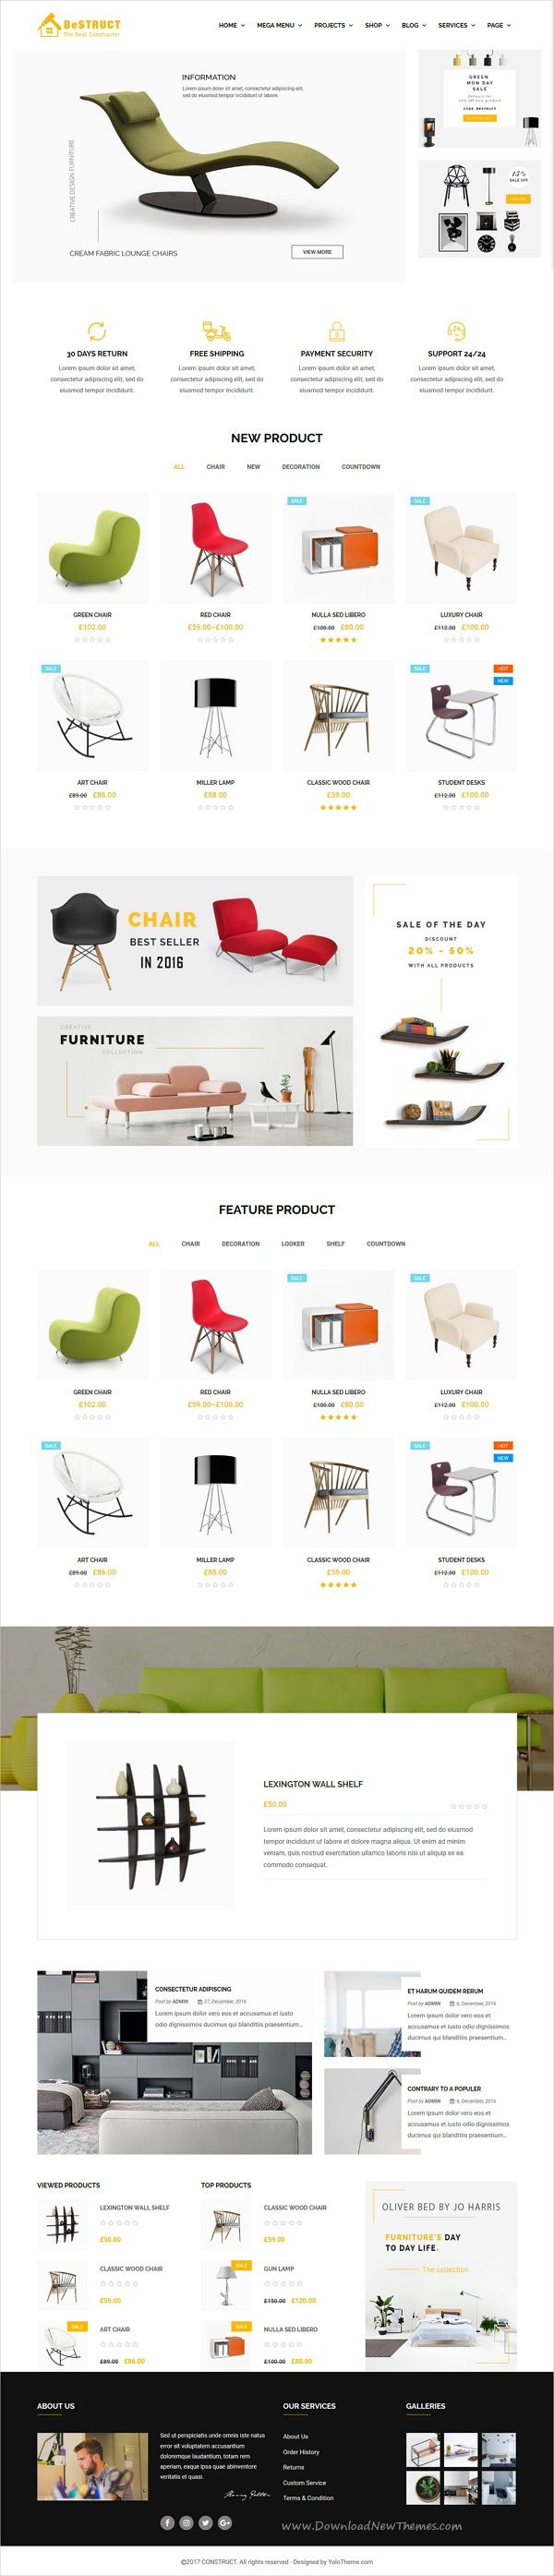 BeSTRUCT
The Best Constructor
HOME MEGA MENU PROJECTS SHOP BLOG SERVICES PAGE
INFORMATION
Lorem ipsum dolor sit amet, consectetur adipiscing elit,
sed do eiusmod tempor incididunt ut labore.
CREATIVE DESIGN FURNITURE
CREAM FABRIC LOUNGE CHAIRS
VIEW MORE
GREEN
MON DAY
SALE
CODE: BESTRUCT
15%
SALE OFF
30 DAYS RETURN
Lorem ipsum dolor sit amet,
consectetur adipiscing elit, sed do
eiusmod tempor incididunt.
FREE SHIPPING
Lorem ipsum dolor sit amet,
consectetur adipiscing elit, sed do
eiusmod tempor incididunt.
PAYMENT SECURITY
Lorem ipsum dolor sit amet,
consectetur adipiscing elit, sed do
eiusmod tempor incididunt.
24
SUPPORT 24/24
Lorem ipsum dolor sit amet,
consectetur adipiscing elit, sed do
eiusmod tempor incididunt.
NEW PRODUCT
ALL CHAIR NEW DECORATION COUNTDOWN
GREEN CHAIR
£102.00
RED CHAIR
£59.00–£100.00
SALE
NULLA SED LIBERO
£100.00 £80.00
SALE
LUXURY CHAIR
£112.00 £100.00
SALE
ART CHAIR
£89.00 £86.00
MILLER LAMP
£88.00
CLASSIC WOOD CHAIR
£59.00
SALE
HOT
NEW
STUDENT DESKS
£112.00 £100.00
CHAIR
BEST SELLER
IN 2016
CREATIVE
FURNITURE
COLLECTION
SALE OF THE DAY
DISCOUNT
20% - 50%
WITH ALL PRODUCTS
FEATURE PRODUCT
ALL CHAIR DECORATION LOOKER SHELF COUNTDOWN
GREEN CHAIR
£102.00
RED CHAIR
£59.00–£100.00
SALE
NULLA SED LIBERO
£100.00 £80.00
SALE
LUXURY CHAIR
£112.00 £100.00
SALE
ART CHAIR
£89.00 £86.00
MILLER LAMP
£88.00
CLASSIC WOOD CHAIR
£59.00
SALE
HOT
NEW
STUDENT DESKS
£112.00 £100.00
LEXINGTON WALL SHELF
£50.00
Lorem ipsum dolor sit amet, consectetur adipiscing elit, sed do eiusmod
tempor incididunt ut labore et dolore magna aliqua. Ut enim ad minim
veniam, quis nostrud exercitation ullamco laboris nisi ut aliquip ex ea
commodo consequat.
CONSECTETUR ADIPISCING
Post by ADMIN 27, December, 2016
Lorem ipsum dolor vero eos et accusamus et iusto
odio dignissimos ducimus qui blanditiis praesentium...
ET HARUM QUIDEM RERUM
Post by ADMIN 6, December, 2016
Lorem ipsum dolor vero eos et
accusamus et iusto odio dignissimos
ducimus qui blanditiis praesentium...
CONTRARY TO A POPULER
Post by ADMIN 6, December, 2016
Lorem ipsum dolor vero eos et
accusamus et iusto odio dignissimos
ducimus qui blanditiis praesentium...
VIEWED PRODUCTS
LEXINGTON WALL SHELF
£50.00
CLASSIC WOOD CHAIR
£59.00
SALE
ART CHAIR
£89.00 £86.00
TOP PRODUCTS
CLASSIC WOOD CHAIR
£59.00
SALE
GUN LAMP
£150.00 £120.00
SALE
NULLA SED LIBERO
£100.00 £80.00
OLIVER BED BY JO HARRIS
FURNITURE'S DAY
TO DAY LIFE.
The collection
ABOUT US
Sed ut perspiciatis unde omnis iste natus
error sit voluptatem accusantium
doloremque laudantium, totam rem
aperiam, eaque ipsa quae abinventore
veritatis et quasi.
OUR SERVICES
About Us
Order History
Returns
Custom Service
Terms & Condition
GALLERIES
www.DownloadNewThemes.com
©2017 CONSTRUCT. All rights reserved - Designed by YoloTheme.com